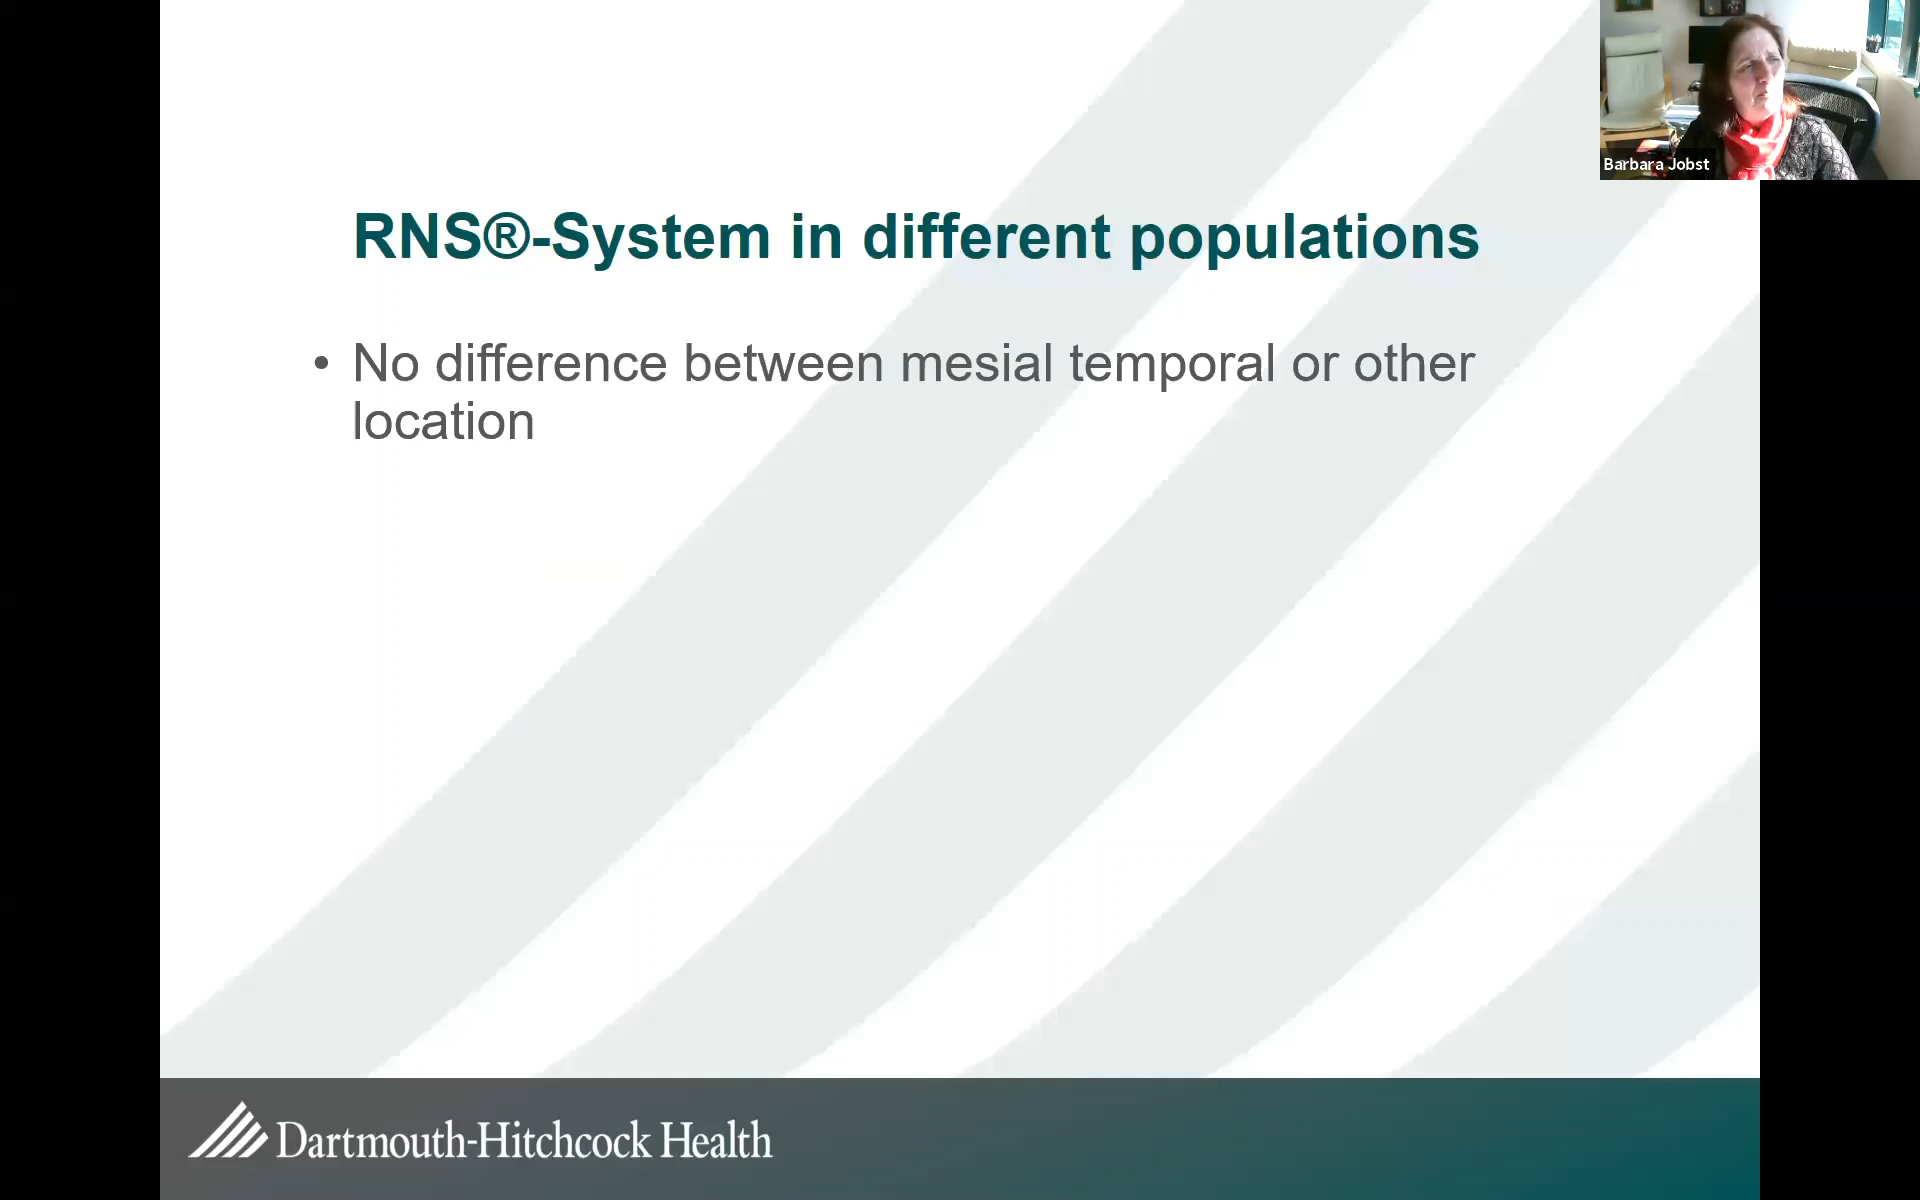 Barbara Jobst
RNS®-System in different populations
• No difference between mesial temporal or other
location
Dartmouth-Hitchcock Health